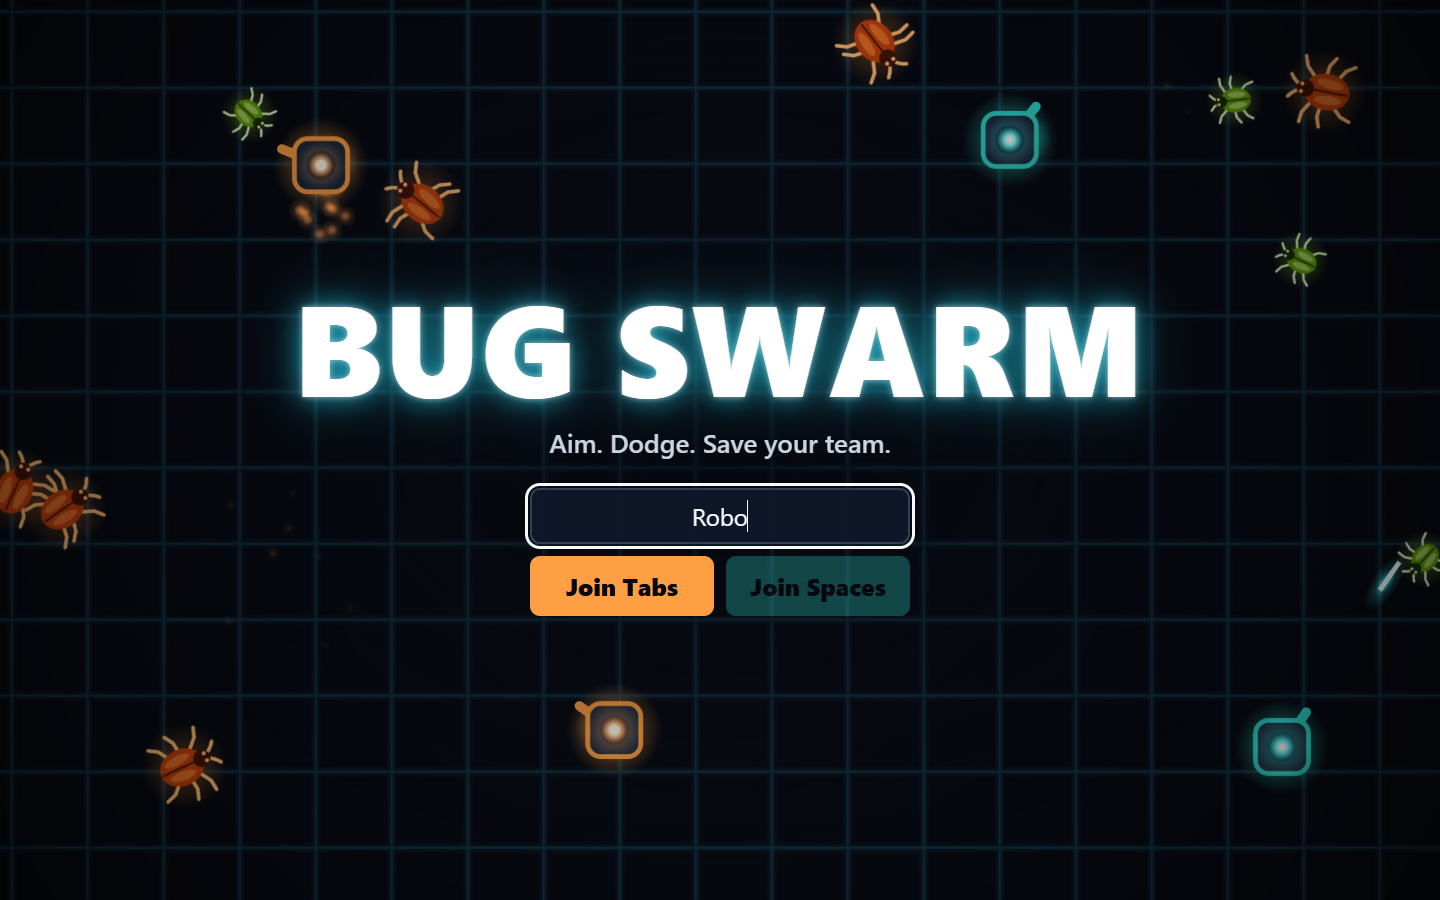 BUG SWARM
Aim. Dodge. Save your team.
Robo
Join Tabs
Join Spaces